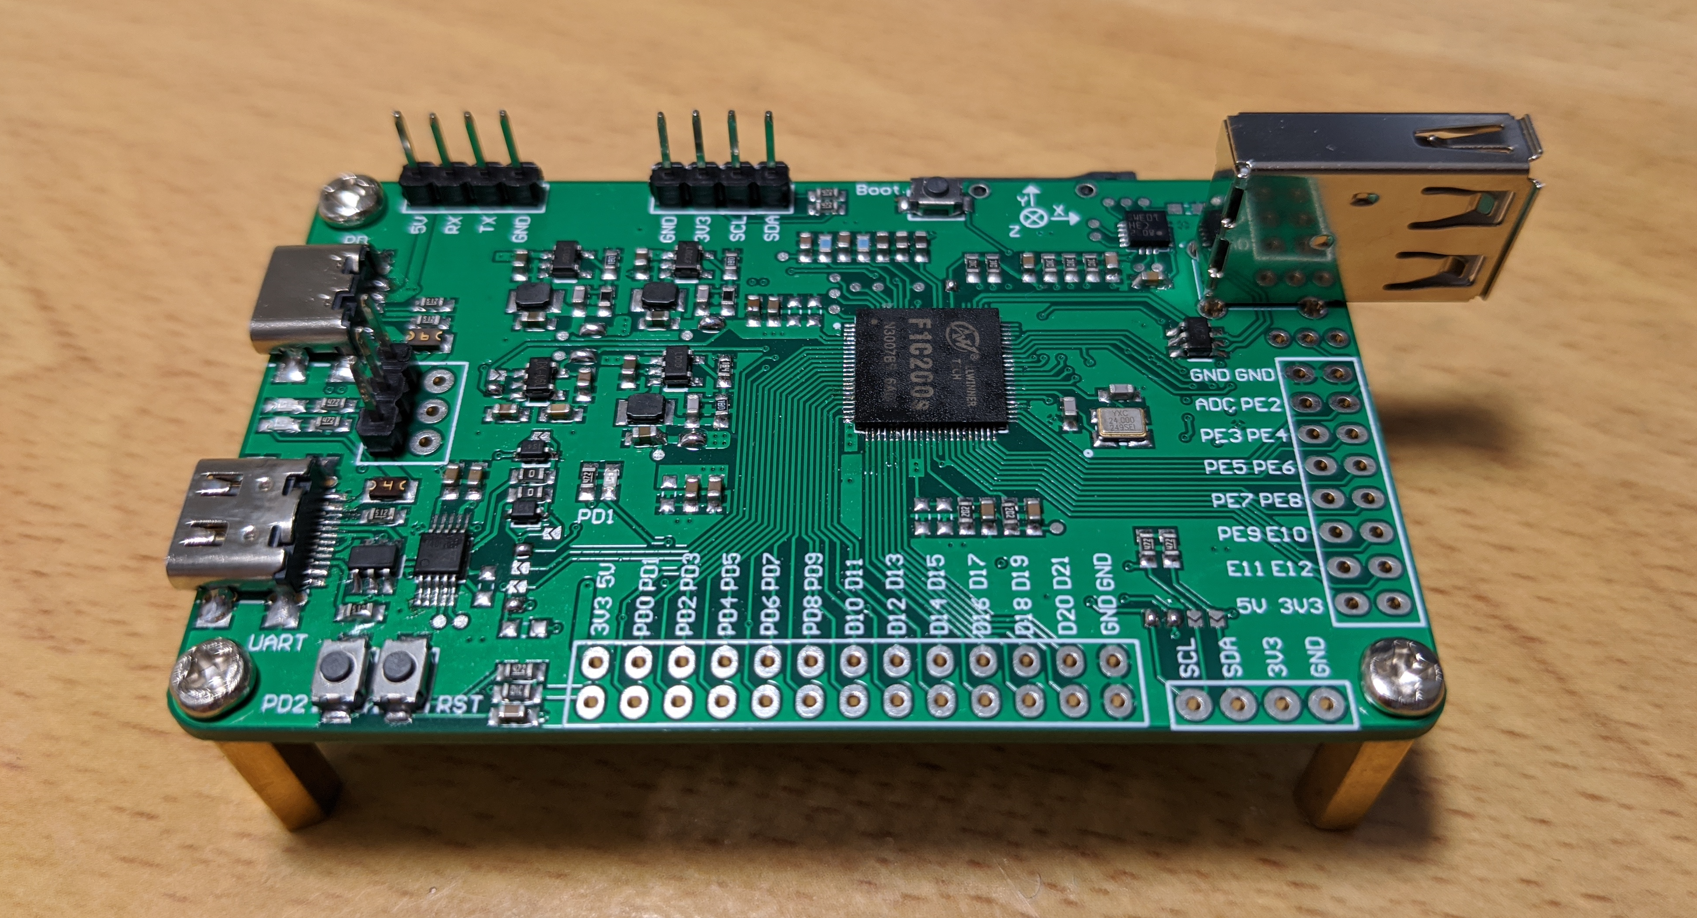 5V
RX
TX
GND
GND
3V3
SCL
SDA
Boot
Y
X
Z
F1C200s
GND GND
ADC PE2
PE3 PE4
PE5 PE6
PE7 PE8
PE9 E10
E11 E12
5V 3V3
PD1
3V3 5V
PD0 PD1
PD2 PD3
PD4 PD5
PD6 PD7
PD8 PD9
D10 D11
D12 D13
D14 D15
D16 D17
D18 D19
D20 D21
GND GND
SCL
SDA
3V3
GND
UART
PD2
RST